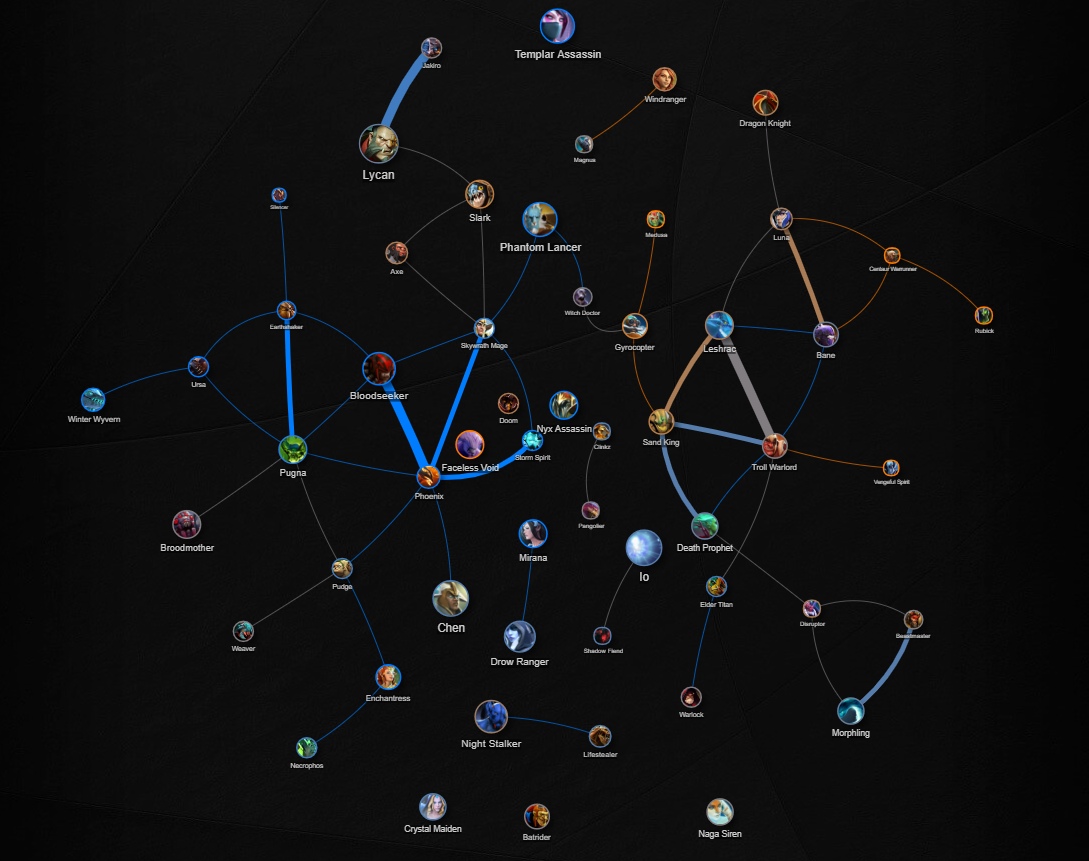 Templar Assassin
Jakiro
Windranger
Dragon Knight
Magnus
Lycan
Silencer
Slark
Medusa
Luna
Phantom Lancer
Axe
Centaur Warrunner
Witch Doctor
Earthshaker
Rubick
Skywrath Mage
Gyrocopter
Leshrac
Bane
Ursa
Bloodseeker
Winter Wyvern
Doom
Nyx Assassin
Sand King
Clinkz
Storm Spirit
Faceless Void
Troll Warlord
Pugna
Vengeful Spirit
Phoenix
Pangolier
Broodmother
Death Prophet
Mirana
Io
Pudge
Elder Titan
Chen
Disruptor
Beastmaster
Weaver
Shadow Fiend
Drow Ranger
Enchantress
Warlock
Morphling
Night Stalker
Lifestealer
Necrophos
Crystal Maiden
Batrider
Naga Siren